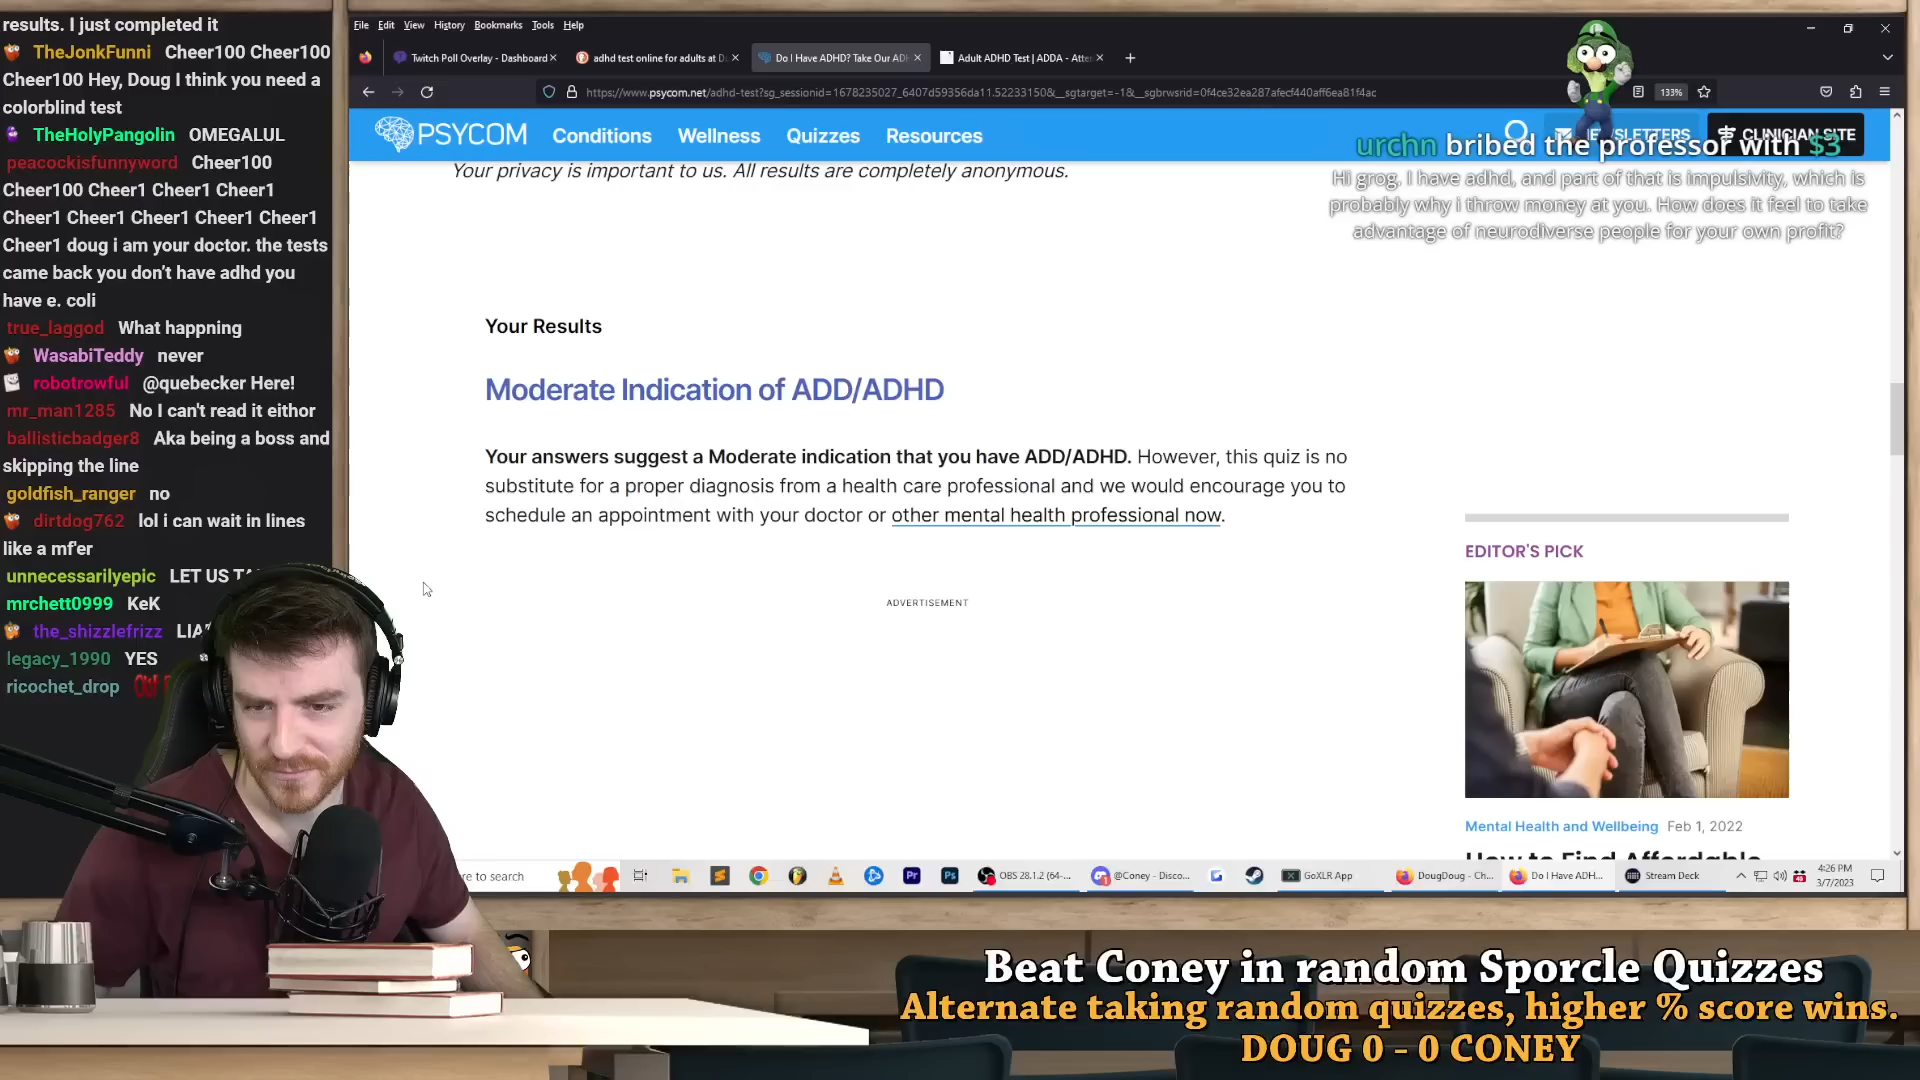 results. I just completed it
TheJonkFunni Cheer100 Cheer100
Cheer100 Hey, Doug I think you need a
colorblind test
TheHolyPangolin OMEGALUL
peacockisfunnyword Cheer100
Cheer100 Cheer1 Cheer1 Cheer1
Cheer1 Cheer1 Cheer1 Cheer1 Cheer1
Cheer1 doug i am your doctor. the tests
came back you don't have adhd you
have e. coli
true_laggod What happning
WasabiTeddy never
robotrowful @quebecker Here!
mr_man1285 No I can't read it eithor
ballisticbadger8 Aka being a boss and
skipping the line
goldfish_ranger no
dirtdog762 lol i can wait in lines
like a mf'er
unnecessarilyepic LET US
mrchett0999 KeK
the_shizzlefrizz
legacy_1990 YES
ricochet_drop
File Edit View History Bookmarks Tools Help
Twitch Poll Overlay - Dashboard
adhd test online for adults at D
Do I Have ADHD? Take Our AD
Adult ADHD Test | ADDA - Atte
https://www.psycom.net/adhd-test?sg_sessionid=1678235027_6407d59356da11.52233150&__sgtarget=-1&__sgbrwsrid=0f4ce32ea287afecf440aff6ea81f4ac
133%
PSYCOM Conditions Wellness Quizzes Resources
NEWSLETTERS CLINICIAN SITE
urchn bribed the professor with $3
Hi grog, I have adhd, and part of that is impulsivity, which is
probably why i throw money at you. How does it feel to take
advantage of neurodiverse people for your own profit?
Your privacy is important to us. All results are completely anonymous.
Your Results
Moderate Indication of ADD/ADHD
Your answers suggest a Moderate indication that you have ADD/ADHD. However, this quiz is no
substitute for a proper diagnosis from a health care professional and we would encourage you to
schedule an appointment with your doctor or other mental health professional now.
ADVERTISEMENT
EDITOR'S PICK
Mental Health and Wellbeing Feb 1, 2022
How to Find Affordable
re to search
Pr
Ps
OBS 28.1.2 (64-...
@Coney - Disco...
GoXLR App
DougDoug - Ch...
Do I Have ADH...
Stream Deck
4:26 PM
3/7/2023
Beat Coney in random Sporcle Quizzes
Alternate taking random quizzes, higher % score wins.
DOUG 0 - 0 CONEY